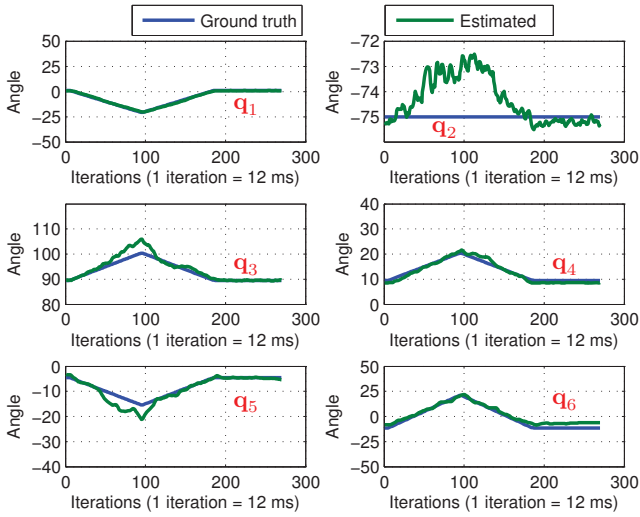 Ground truth
Estimated
50
25
0
−25
−50
Angle
q1
0 100 200 300
Iterations (1 iteration = 12 ms)
−72
−73
−74
−75
−76
Angle
q2
0 100 200 300
Iterations (1 iteration = 12 ms)
110
100
90
80
Angle
q3
0 100 200 300
Iterations (1 iteration = 12 ms)
40
20
10
0
Angle
q4
0 100 200 300
Iterations (1 iteration = 12 ms)
0
−10
−20
−30
−40
Angle
q5
0 100 200 300
Iterations (1 iteration = 12 ms)
50
25
0
−25
−50
Angle
q6
0 100 200 300
Iterations (1 iteration = 12 ms)